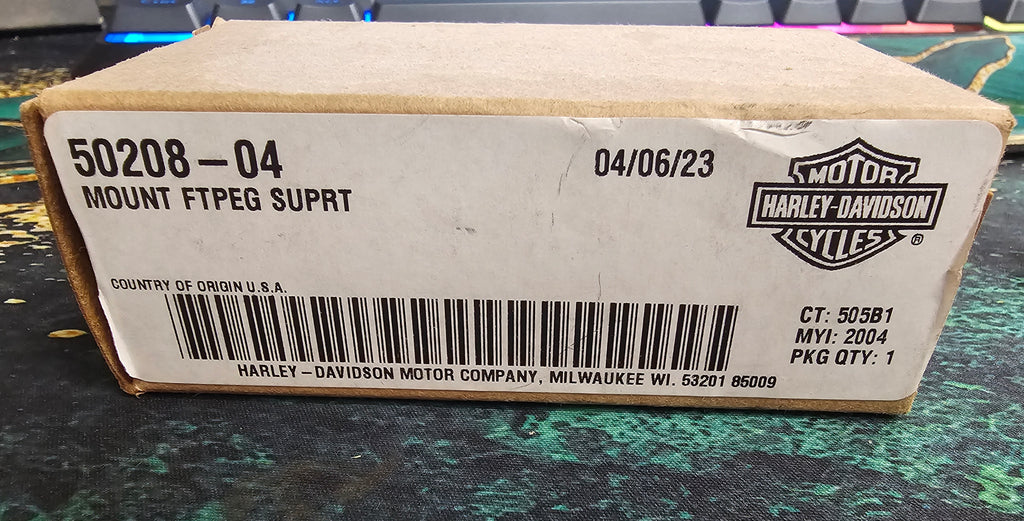 50208-04
MOUNT FTPEG SUPRT
04/06/23
MOTOR
HARLEY-DAVIDSON
CYCLES
®
COUNTRY OF ORIGIN U.S.A.
CT: 505B1
MYI: 2004
PKG QTY: 1
HARLEY-DAVIDSON MOTOR COMPANY, MILWAUKEE WI. 53201 85009